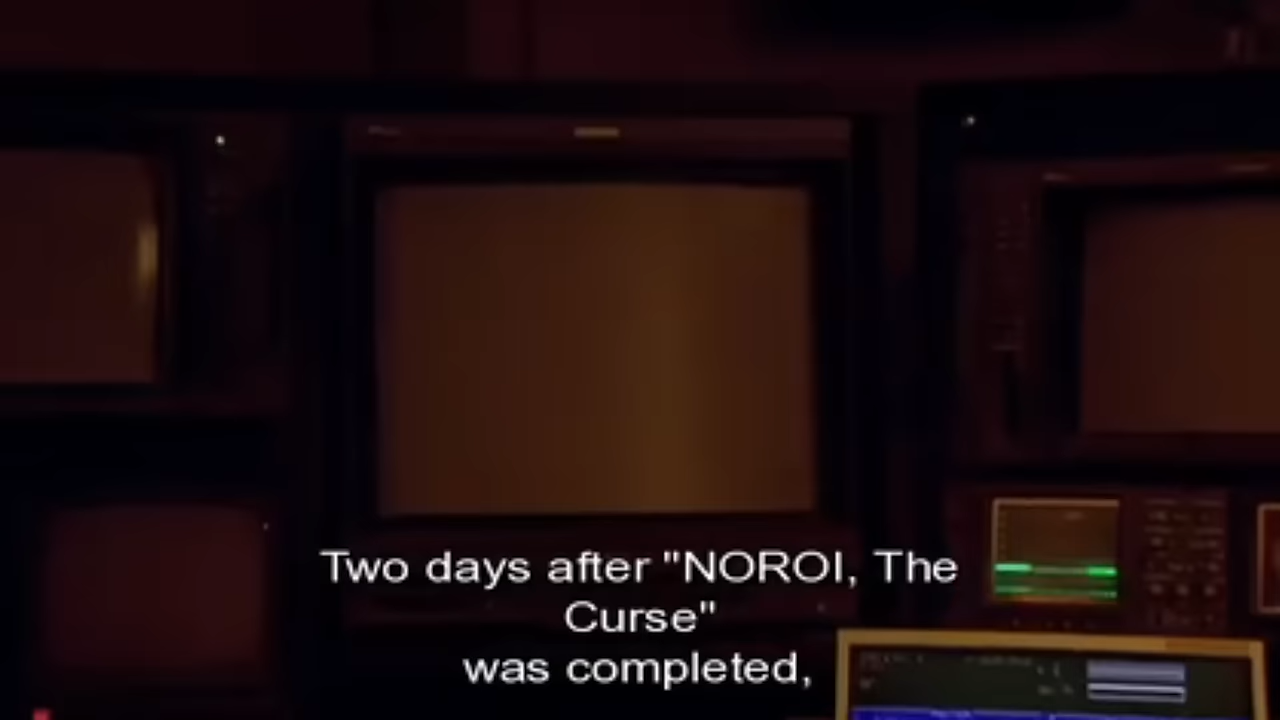 Two days after "NOROI, The
Curse"
was completed,